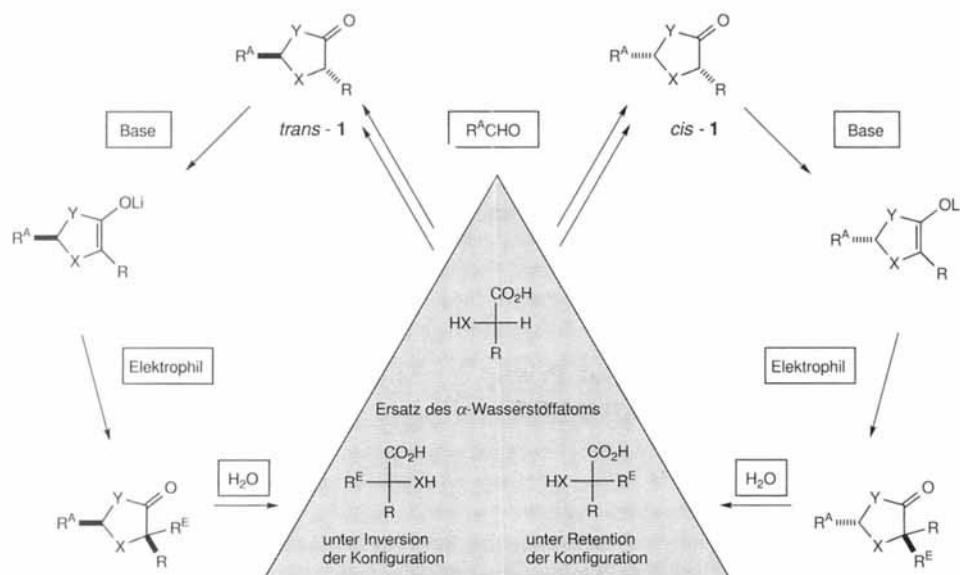 Y O
R^A
X R
trans - 1
Y O
R^A
X R
cis - 1
Base
R^ACHO
Base
OLi
Y
R^A
X R
OL
Y
R^A
X R
CO₂H
HX H
R
Elektrophil
Elektrophil
Ersatz des α-Wasserstoffatoms
CO₂H
R^E XH
R
CO₂H
HX R^E
R
H₂O
H₂O
Y O
R^A R^E
X R
Y O
R^A R
X R^E
unter Inversion
der Konfiguration
unter Retention
der Konfiguration